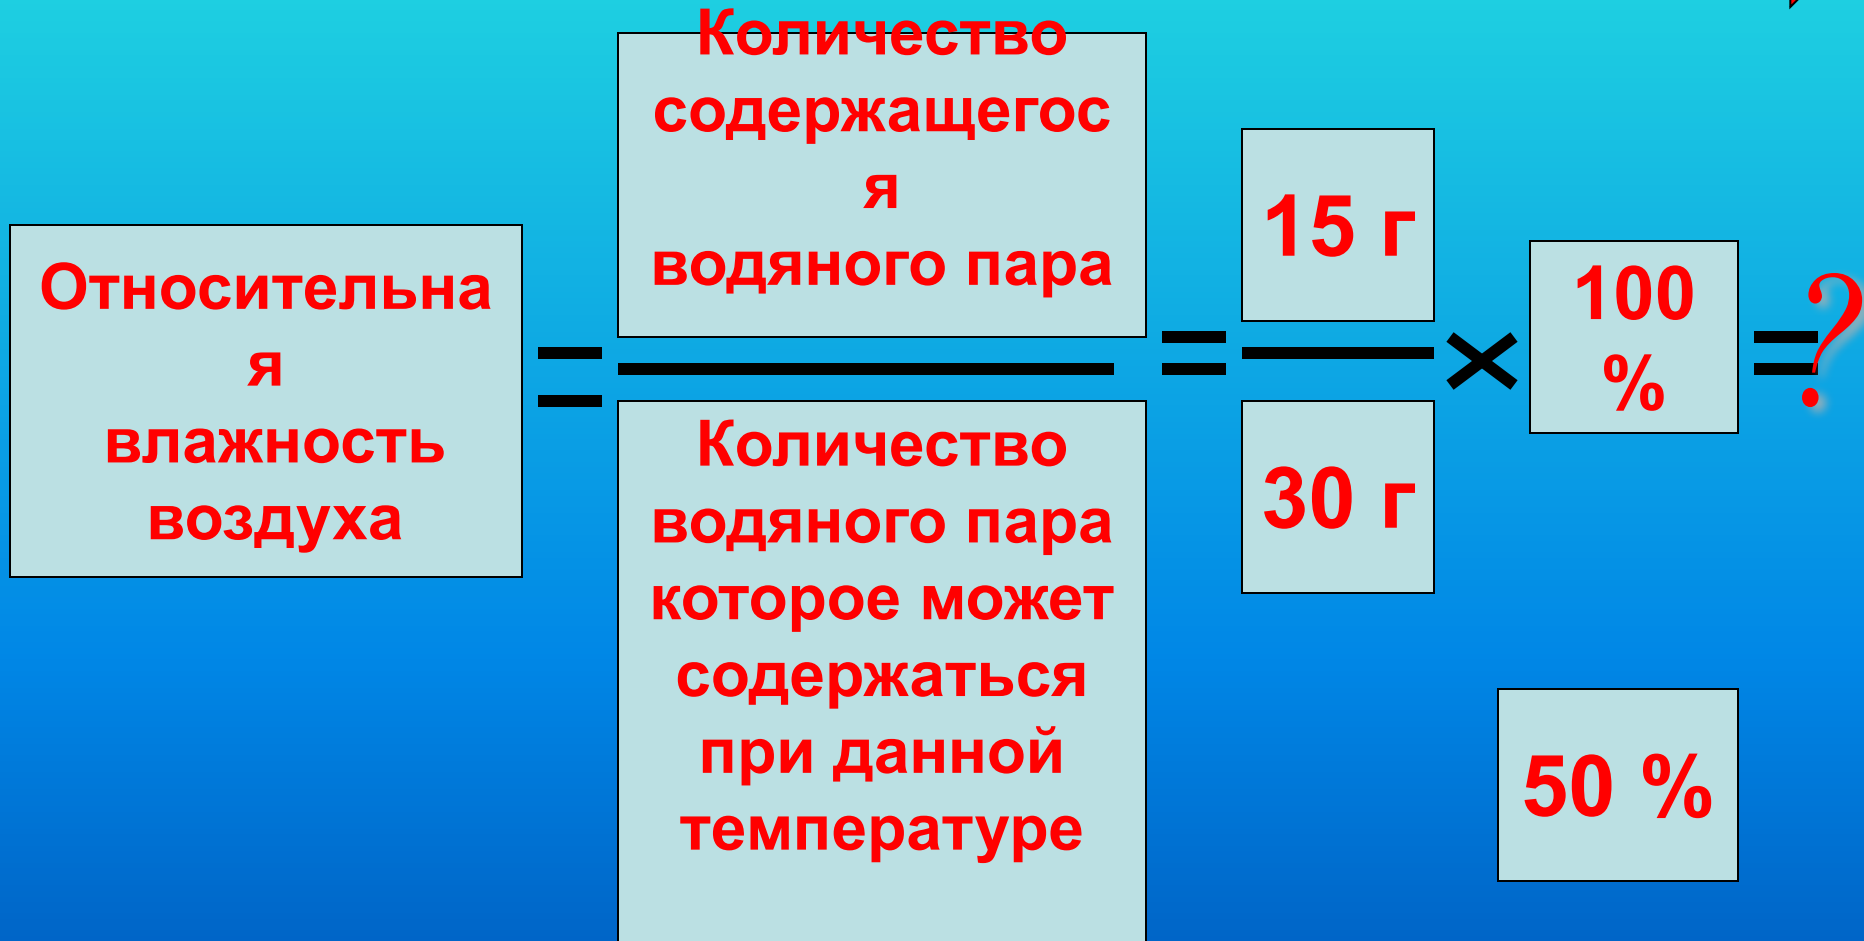 Относительна
я
влажность
воздуха
=
Количество
содержащегос
я
водяного пара
Количество
водяного пара
которое может
содержаться
при данной
температуре
=
15 г
30 г
×
100
%
=
?
50 %